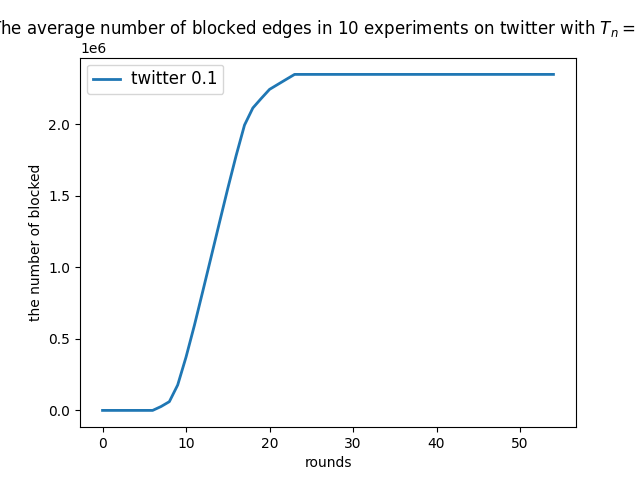 The average number of blocked edges in 10 experiments on twitter with Tₙ =
1e6
twitter 0.1
2.0
1.5
1.0
0.5
0.0
the number of blocked
0 10 20 30 40 50
rounds